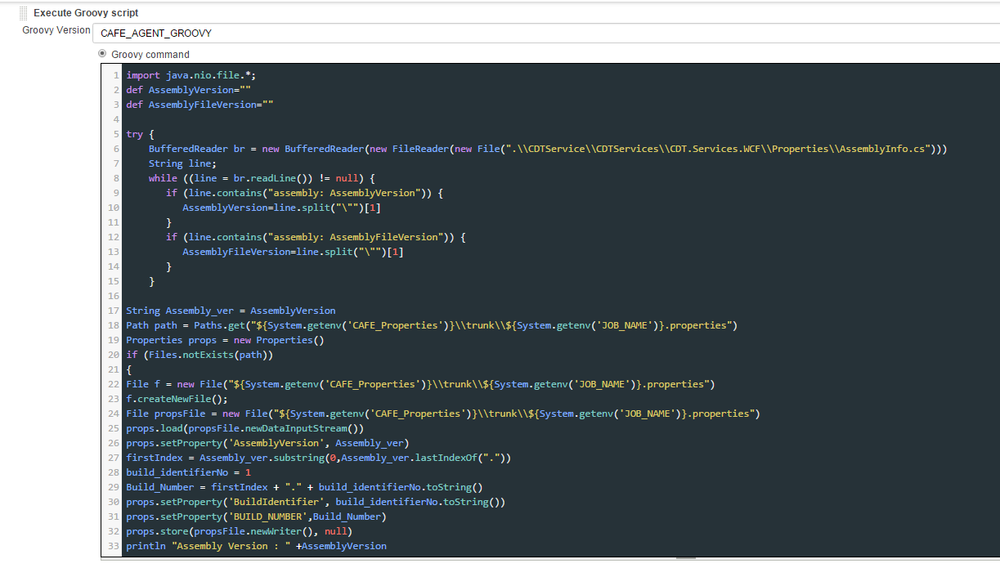 Execute Groovy script
Groovy Version CAFE_AGENT_GROOVY
Groovy command
1 import java.nio.file.*;
2 def AssemblyVersion=""
3 def AssemblyFileVersion=""
4
5 try {
6     BufferedReader br = new BufferedReader(new FileReader(new File(".\\CDTService\\CDTServices\\CDT.Services.WCF\\Properties\\AssemblyInfo.cs")))
7     String line;
8     while ((line = br.readLine()) != null) {
9        if (line.contains("assembly: AssemblyVersion")) {
10           AssemblyVersion=line.split("\"")[1]
11        }
12        if (line.contains("assembly: AssemblyFileVersion")) {
13           AssemblyFileVersion=line.split("\"")[1]
14        }
15     }
16
17 String Assembly_ver = AssemblyVersion
18 Path path = Paths.get("${System.getenv('CAFE_Properties')}\\trunk\\${System.getenv('JOB_NAME')}.properties")
19 Properties props = new Properties()
20 if (Files.notExists(path))
21 {
22 File f = new File("${System.getenv('CAFE_Properties')}\\trunk\\${System.getenv('JOB_NAME')}.properties")
23 f.createNewFile();
24 File propsFile = new File("${System.getenv('CAFE_Properties')}\\trunk\\${System.getenv('JOB_NAME')}.properties")
25 props.load(propsFile.newDataInputStream())
26 props.setProperty('AssemblyVersion', Assembly_ver)
27 firstIndex = Assembly_ver.substring(0,Assembly_ver.lastIndexOf("."))
28 build_identifierNo = 1
29 Build_Number = firstIndex + "." + build_identifierNo.toString()
30 props.setProperty('BuildIdentifier', build_identifierNo.toString())
31 props.setProperty('BUILD_NUMBER',Build_Number)
32 props.store(propsFile.newWriter(), null)
33 println "Assembly Version : " +AssemblyVersion